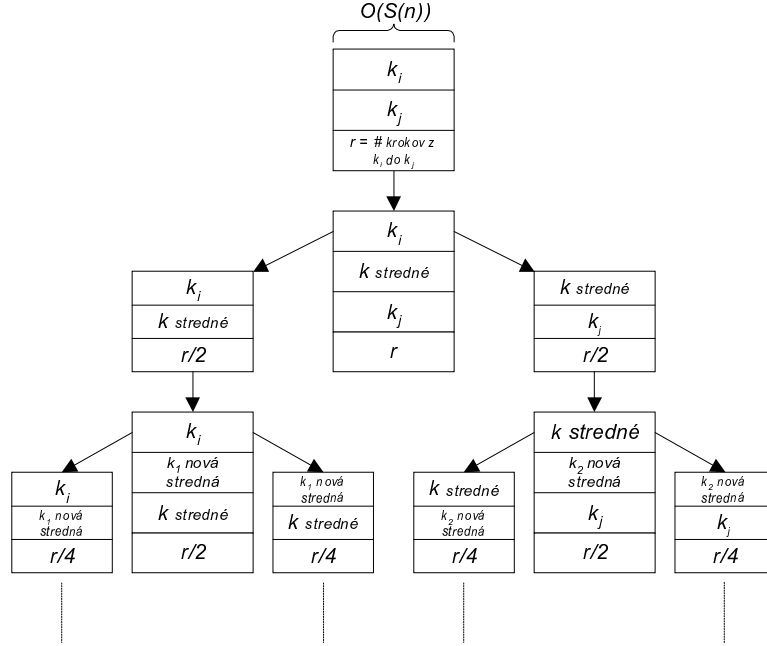 O(S(n))
k_i
k_j
r = # krokov z
k_i do k_j
k_i
k stredné
k_j
r
k_i
k stredné
r/2
k stredné
k_j
r/2
k_i
k_1 nová
stredná
k stredné
r/2
k stredné
k_2 nová
stredná
k_j
r/2
k_i
k_1 nová
stredná
r/4
k_1 nová
stredná
k stredné
r/4
k stredné
k_2 nová
stredná
r/4
k_2 nová
stredná
k_j
r/4